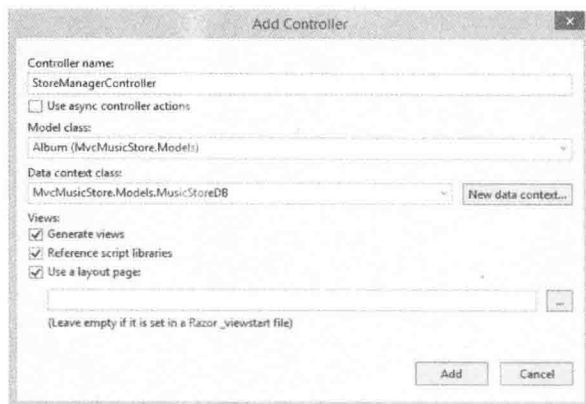 Add Controller
Controller name:
StoreManagerController
Use async controller actions
Model class:
Album (MvcMusicStore.Models)
Data context class:
MvcMusicStore.Models.MusicStoreDB
New data context...
Views:
Generate views
Reference script libraries
Use a layout page:
...
(Leave empty if it is set in a Razor _viewstart file)
Add Cancel